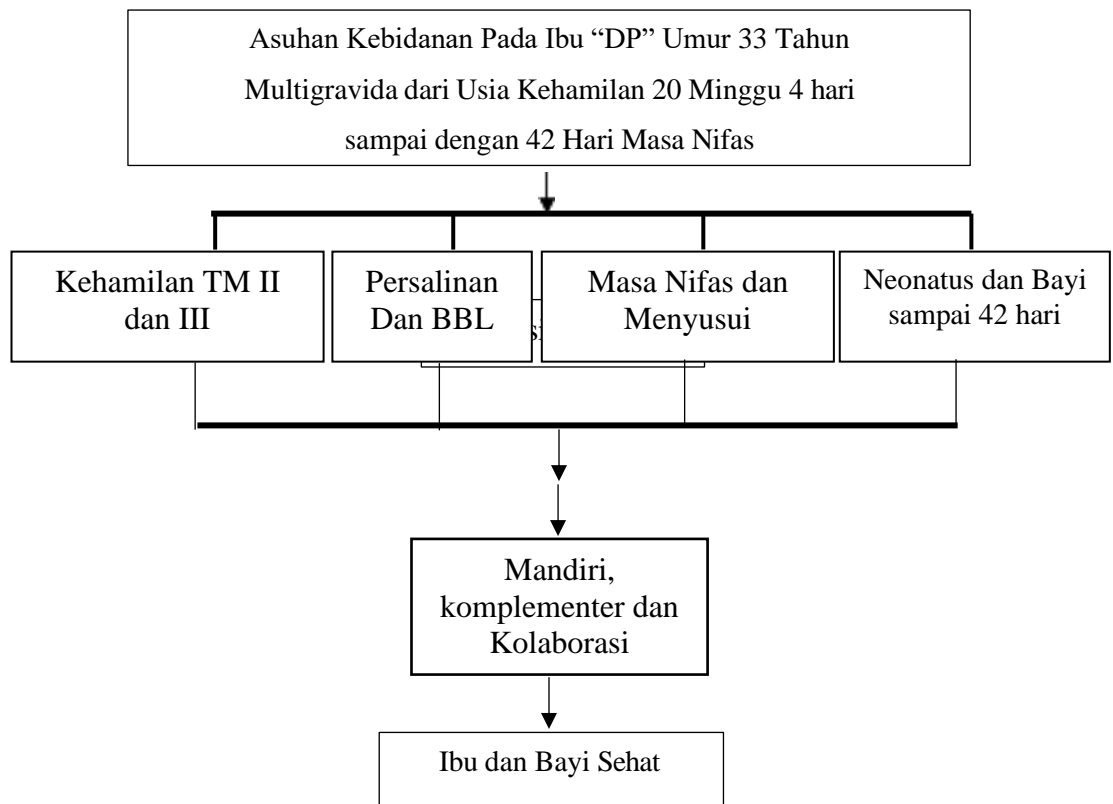 Asuhan Kebidanan Pada Ibu “DP” Umur 33 Tahun
Multigravida dari Usia Kehamilan 20 Minggu 4 hari
sampai dengan 42 Hari Masa Nifas
Kehamilan TM II
dan III
Persalinan
Dan BBL
Masa Nifas dan
Menyusui
Neonatus dan Bayi
sampai 42 hari
Mandiri,
komplementer dan
Kolaborasi
Ibu dan Bayi Sehat